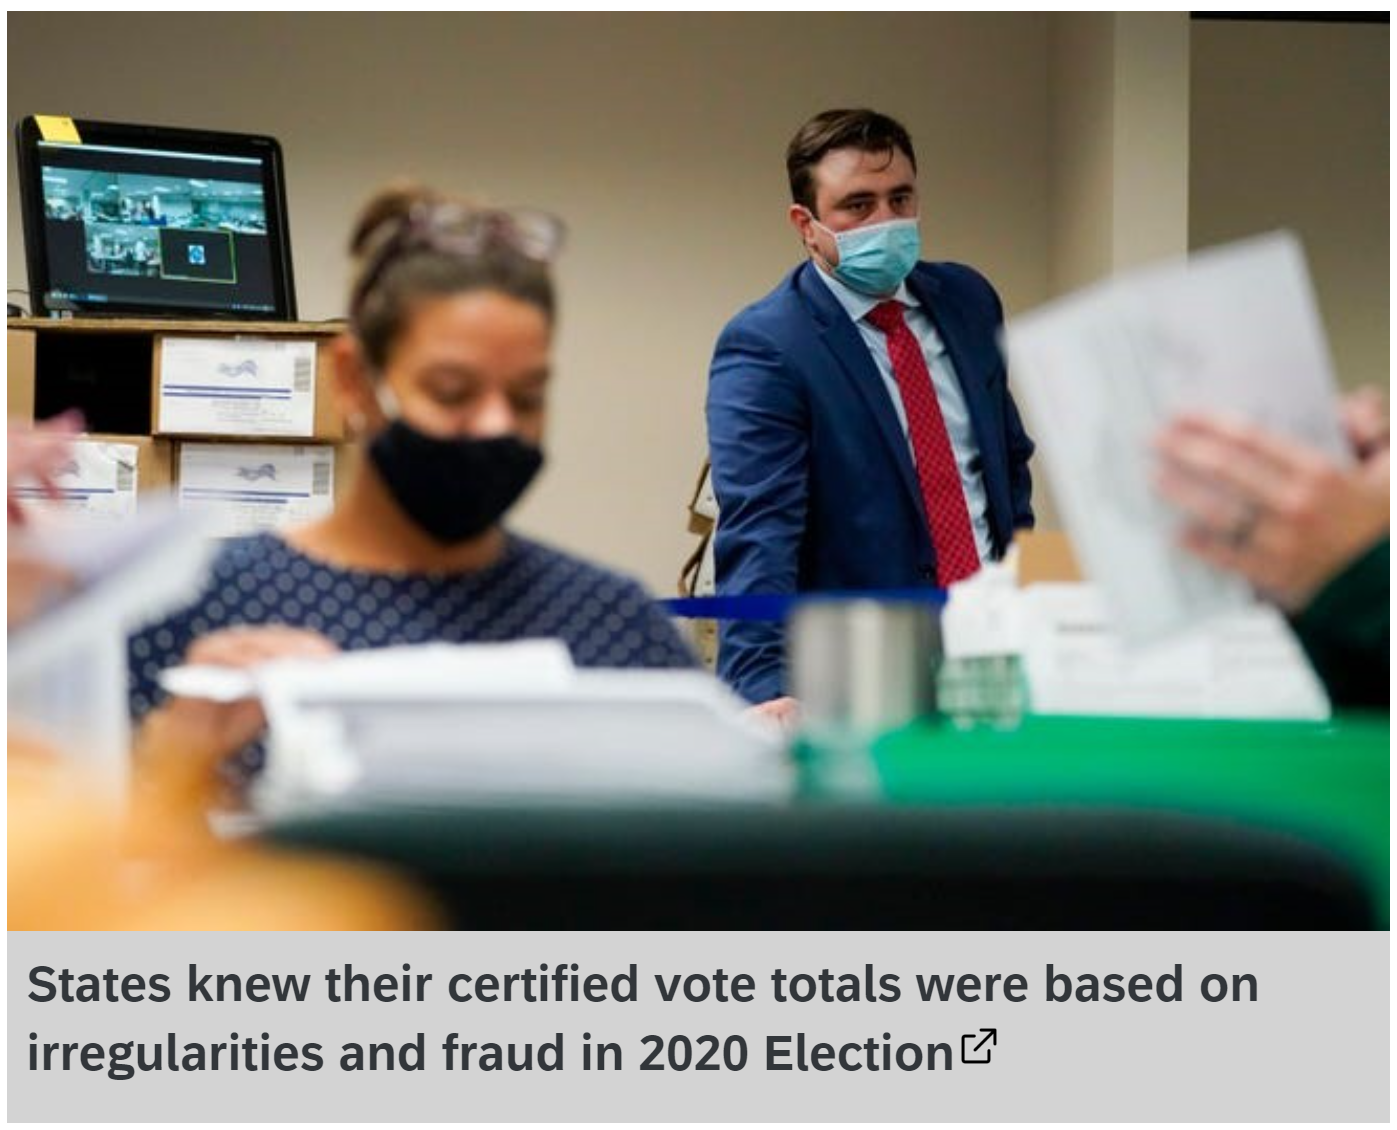 States knew their certified vote totals were based on
irregularities and fraud in 2020 Election